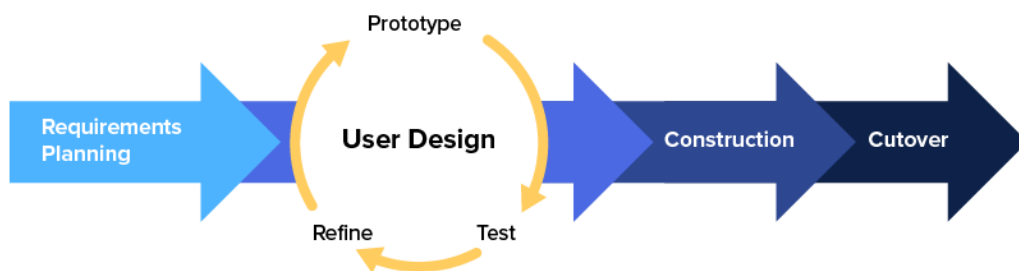 Prototype
Requirements
Planning
User Design
Construction
Cutover
Refine
Test